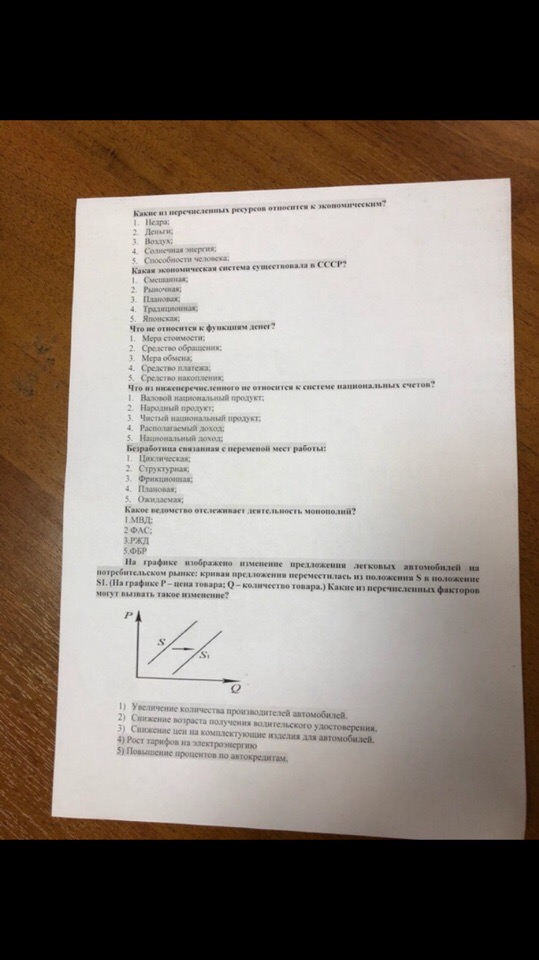 Какие из перечисленных ресурсов относится к экономическим?
1. Недра;
2. Деньги;
3. Воздух;
4. Солнечная энергия;
5. Способности человека;
Какая экономическая система существовала в СССР?
1. Смешанная;
2. Рыночная;
3. Плановая;
4. Традиционная;
5. Японская;
Что не относится к функциям денег?
1. Мера стоимости;
2. Средство обращения;
3. Мера обмена;
4. Средство платежа;
5. Средство накопления;
Что из нижеперечисленного не относится к системе национальных счетов?
1. Валовой национальный продукт;
2. Народный продукт;
3. Чистый национальный продукт;
4. Располагаемый доход;
5. Национальный доход;
Безработица связанная с переменой мест работы:
1. Циклическая;
2. Структурная;
3. Фрикционная;
4. Плановая;
5. Ожидаемая;
Какое ведомство отслеживает деятельность монополий?
1.МВД;
2 ФАС;
3.РЖД
5.ФБР
На графике изображено изменение предложения легковых автомобилей на
потребительском рынке: кривая предложения переместилась из положения S в положение
S1. (На графике P – цена товара; Q – количество товара.) Какие из перечисленных факторов
могут вызвать такое изменение?
P
S
S1
Q
1) Увеличение количества производителей автомобилей.
2) Снижение возраста получения водительского удостоверения.
3) Снижение цен на комплектующие изделия для автомобилей.
4) Рост тарифов на электроэнергию
5) Повышение процентов по автокредитам.